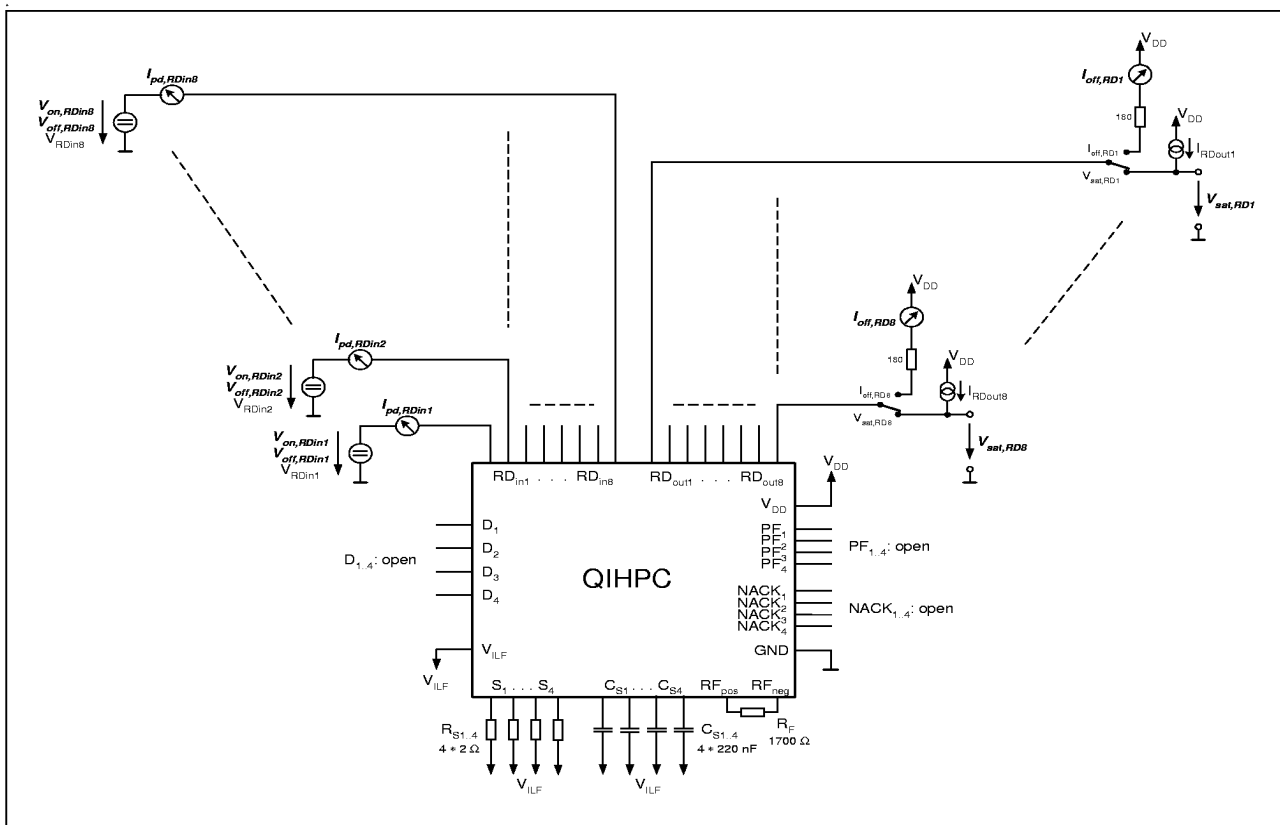 V_DD
I_off,RD1
I_pd,RDin8
V_on,RDin8
V_off,RDin8
V_RDin8
180
V_DD
I_off,RD1
I_RDout1
V_sat,RD1
V_sat,RD1
V_DD
I_off,RD8
I_pd,RDin2
180
V_DD
V_on,RDin2
V_off,RDin2
V_RDin2
I_off,RD8
I_RDout8
V_sat,RD8
I_pd,RDin1
V_on,RDin1
V_off,RDin1
V_RDin1
V_sat,RD8
RD_in1 . . . RD_in8 RD_out1 . . . RD_out8
V_DD
V_DD
D_1
D_2
D_3
D_4
D_1..4: open
QIHPC
PF_1
PF_2
PF_3
PF_4
PF_1..4: open
NACK_1
NACK_2
NACK_3
NACK_4
NACK_1..4: open
V_ILF
GND
V_ILF
S_1 . . . S_4 C_S1 . . . C_S4 RF_pos RF_neg
R_S1..4
4 * 2 Ω
C_S1..4
4 * 220 nF
R_F
1700 Ω
V_ILF
V_ILF